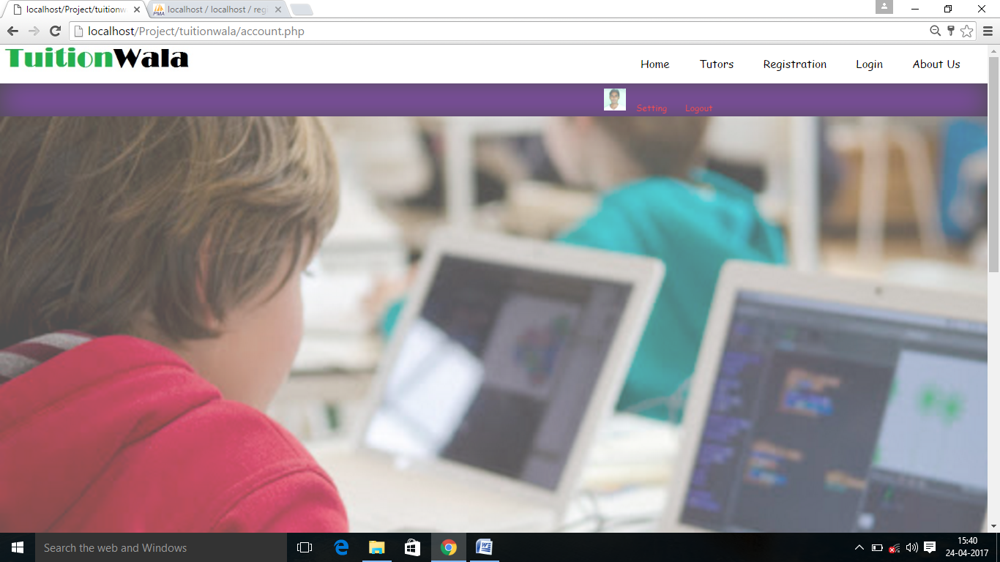 localhost/Project/tuitionw
localhost / localhost / reg
localhost/Project/tuitionwala/account.php
TuitionWala
Home Tutors Registration Login About Us
Setting Logout
Search the web and Windows
15:40
24-04-2017